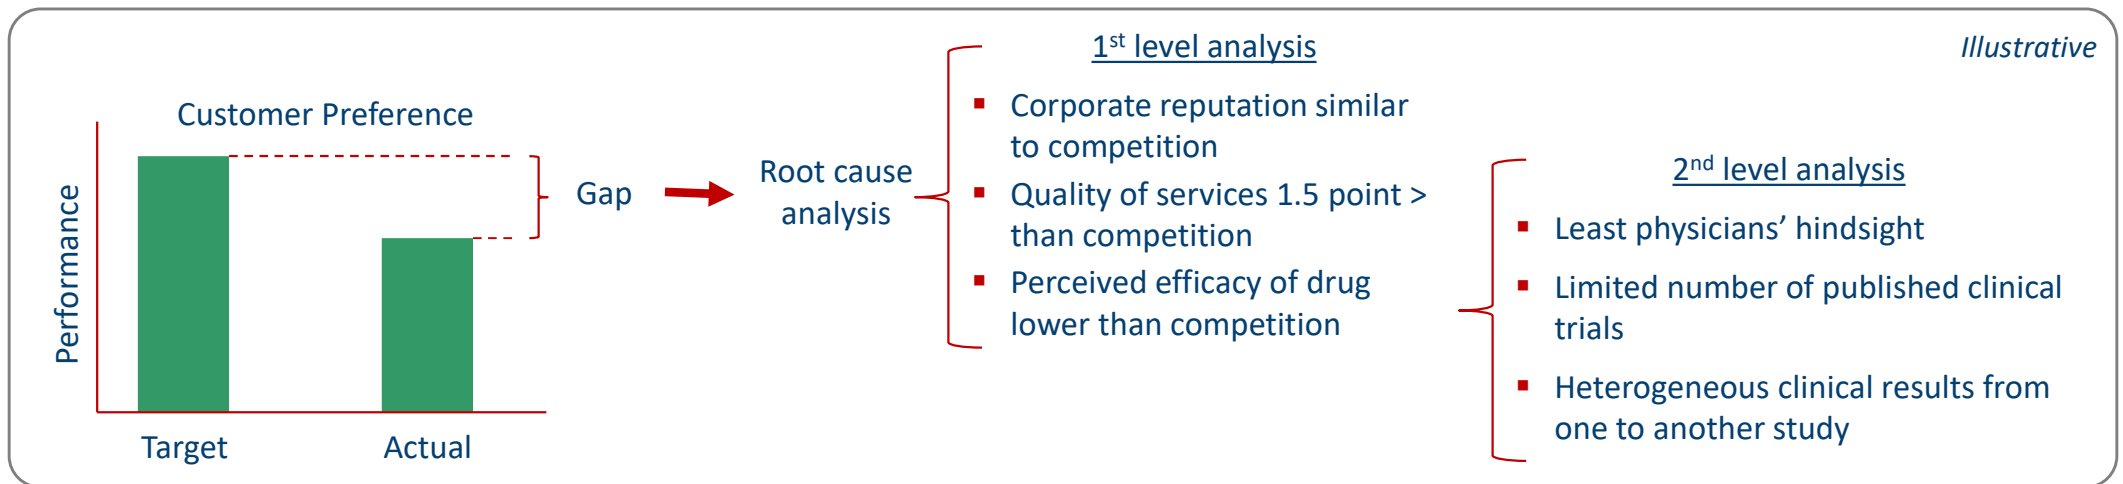 Illustrative
Customer Preference
Performance
Target
Actual
Gap
Root cause
analysis
1st level analysis
▪ Corporate reputation similar
to competition
▪ Quality of services 1.5 point >
than competition
▪ Perceived efficacy of drug
lower than competition
2nd level analysis
▪ Least physicians’ hindsight
▪ Limited number of published clinical
trials
▪ Heterogeneous clinical results from
one to another study